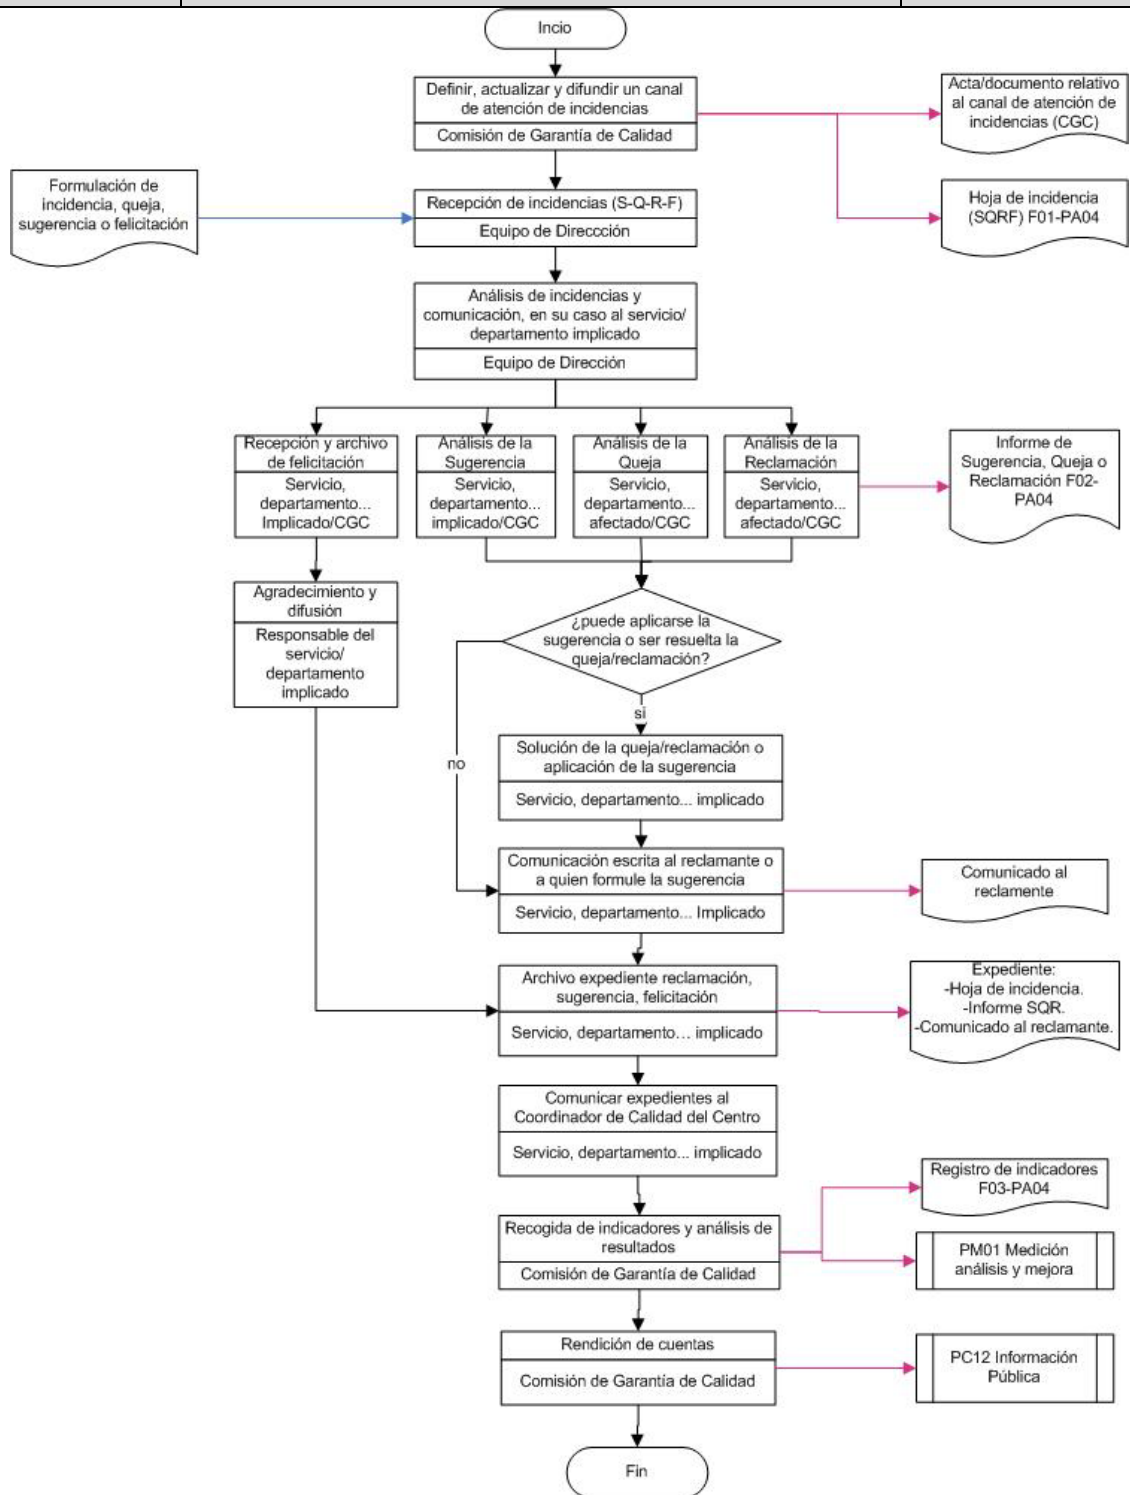 Incio
Definir, actualizar y difundir un canal
de atención de incidencias
Comisión de Garantía de Calidad
Acta/documento relativo
al canal de atención de
incidencias (CGC)
Formulación de
incidencia, queja,
sugerencia o felicitación
Recepción de incidencias (S-Q-R-F)
Equipo de Direccción
Hoja de incidencia
(SQRF) F01-PA04
Análisis de incidencias y
comunicación, en su caso al servicio/
departamento implicado
Equipo de Dirección
Recepción y archivo
de felicitación
Servicio,
departamento...
Implicado/CGC
Análisis de la
Sugerencia
Servicio,
departamento...
implicado/CGC
Análisis de la
Queja
Servicio,
departamento...
afectado/CGC
Análisis de la
Reclamación
Servicio,
departamento...
afectado/CGC
Informe de
Sugerencia, Queja o
Reclamación F02-
PA04
Agradecimiento y
difusión
Responsable del
servicio/
departamento
implicado
¿puede aplicarse la
sugerencia o ser resuelta la
queja/reclamación?
si
no
Solución de la queja/reclamación o
aplicación de la sugerencia
Servicio, departamento... implicado
Comunicación escrita al reclamante o
a quien formule la sugerencia
Servicio, departamento... Implicado
Comunicado al
reclamente
Archivo expediente reclamación,
sugerencia, felicitación
Servicio, departamento... implicado
Expediente:
-Hoja de incidencia.
-Informe SQR.
-Comunicado al reclamante.
Comunicar expedientes al
Coordinador de Calidad del Centro
Servicio, departamento... implicado
Registro de indicadores
F03-PA04
Recogida de indicadores y análisis de
resultados
Comisión de Garantía de Calidad
PM01 Medición
análisis y mejora
Rendición de cuentas
Comisión de Garantía de Calidad
PC12 Información
Pública
Fin